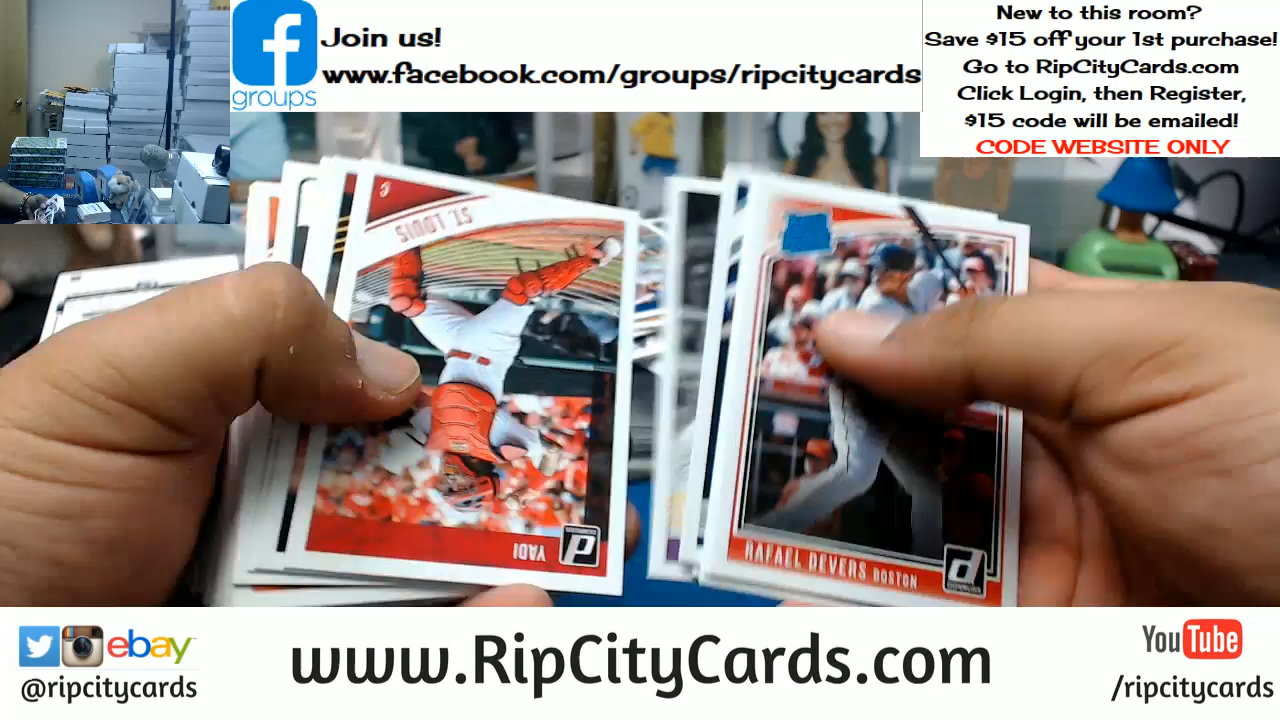 Join us!
www.facebook.com/groups/ripcitycards
groups
New to this room?
Save $15 off your 1st purchase!
Go to RipCityCards.com
Click Login, then Register,
$15 code will be emailed!
CODE WEBSITE ONLY
ST. LOUIS
YADI
RAFAEL DEVERS BOSTON
DONRUSS
ebay
@ripcitycards
www.RipCityCards.com
YouTube
/ripcitycards